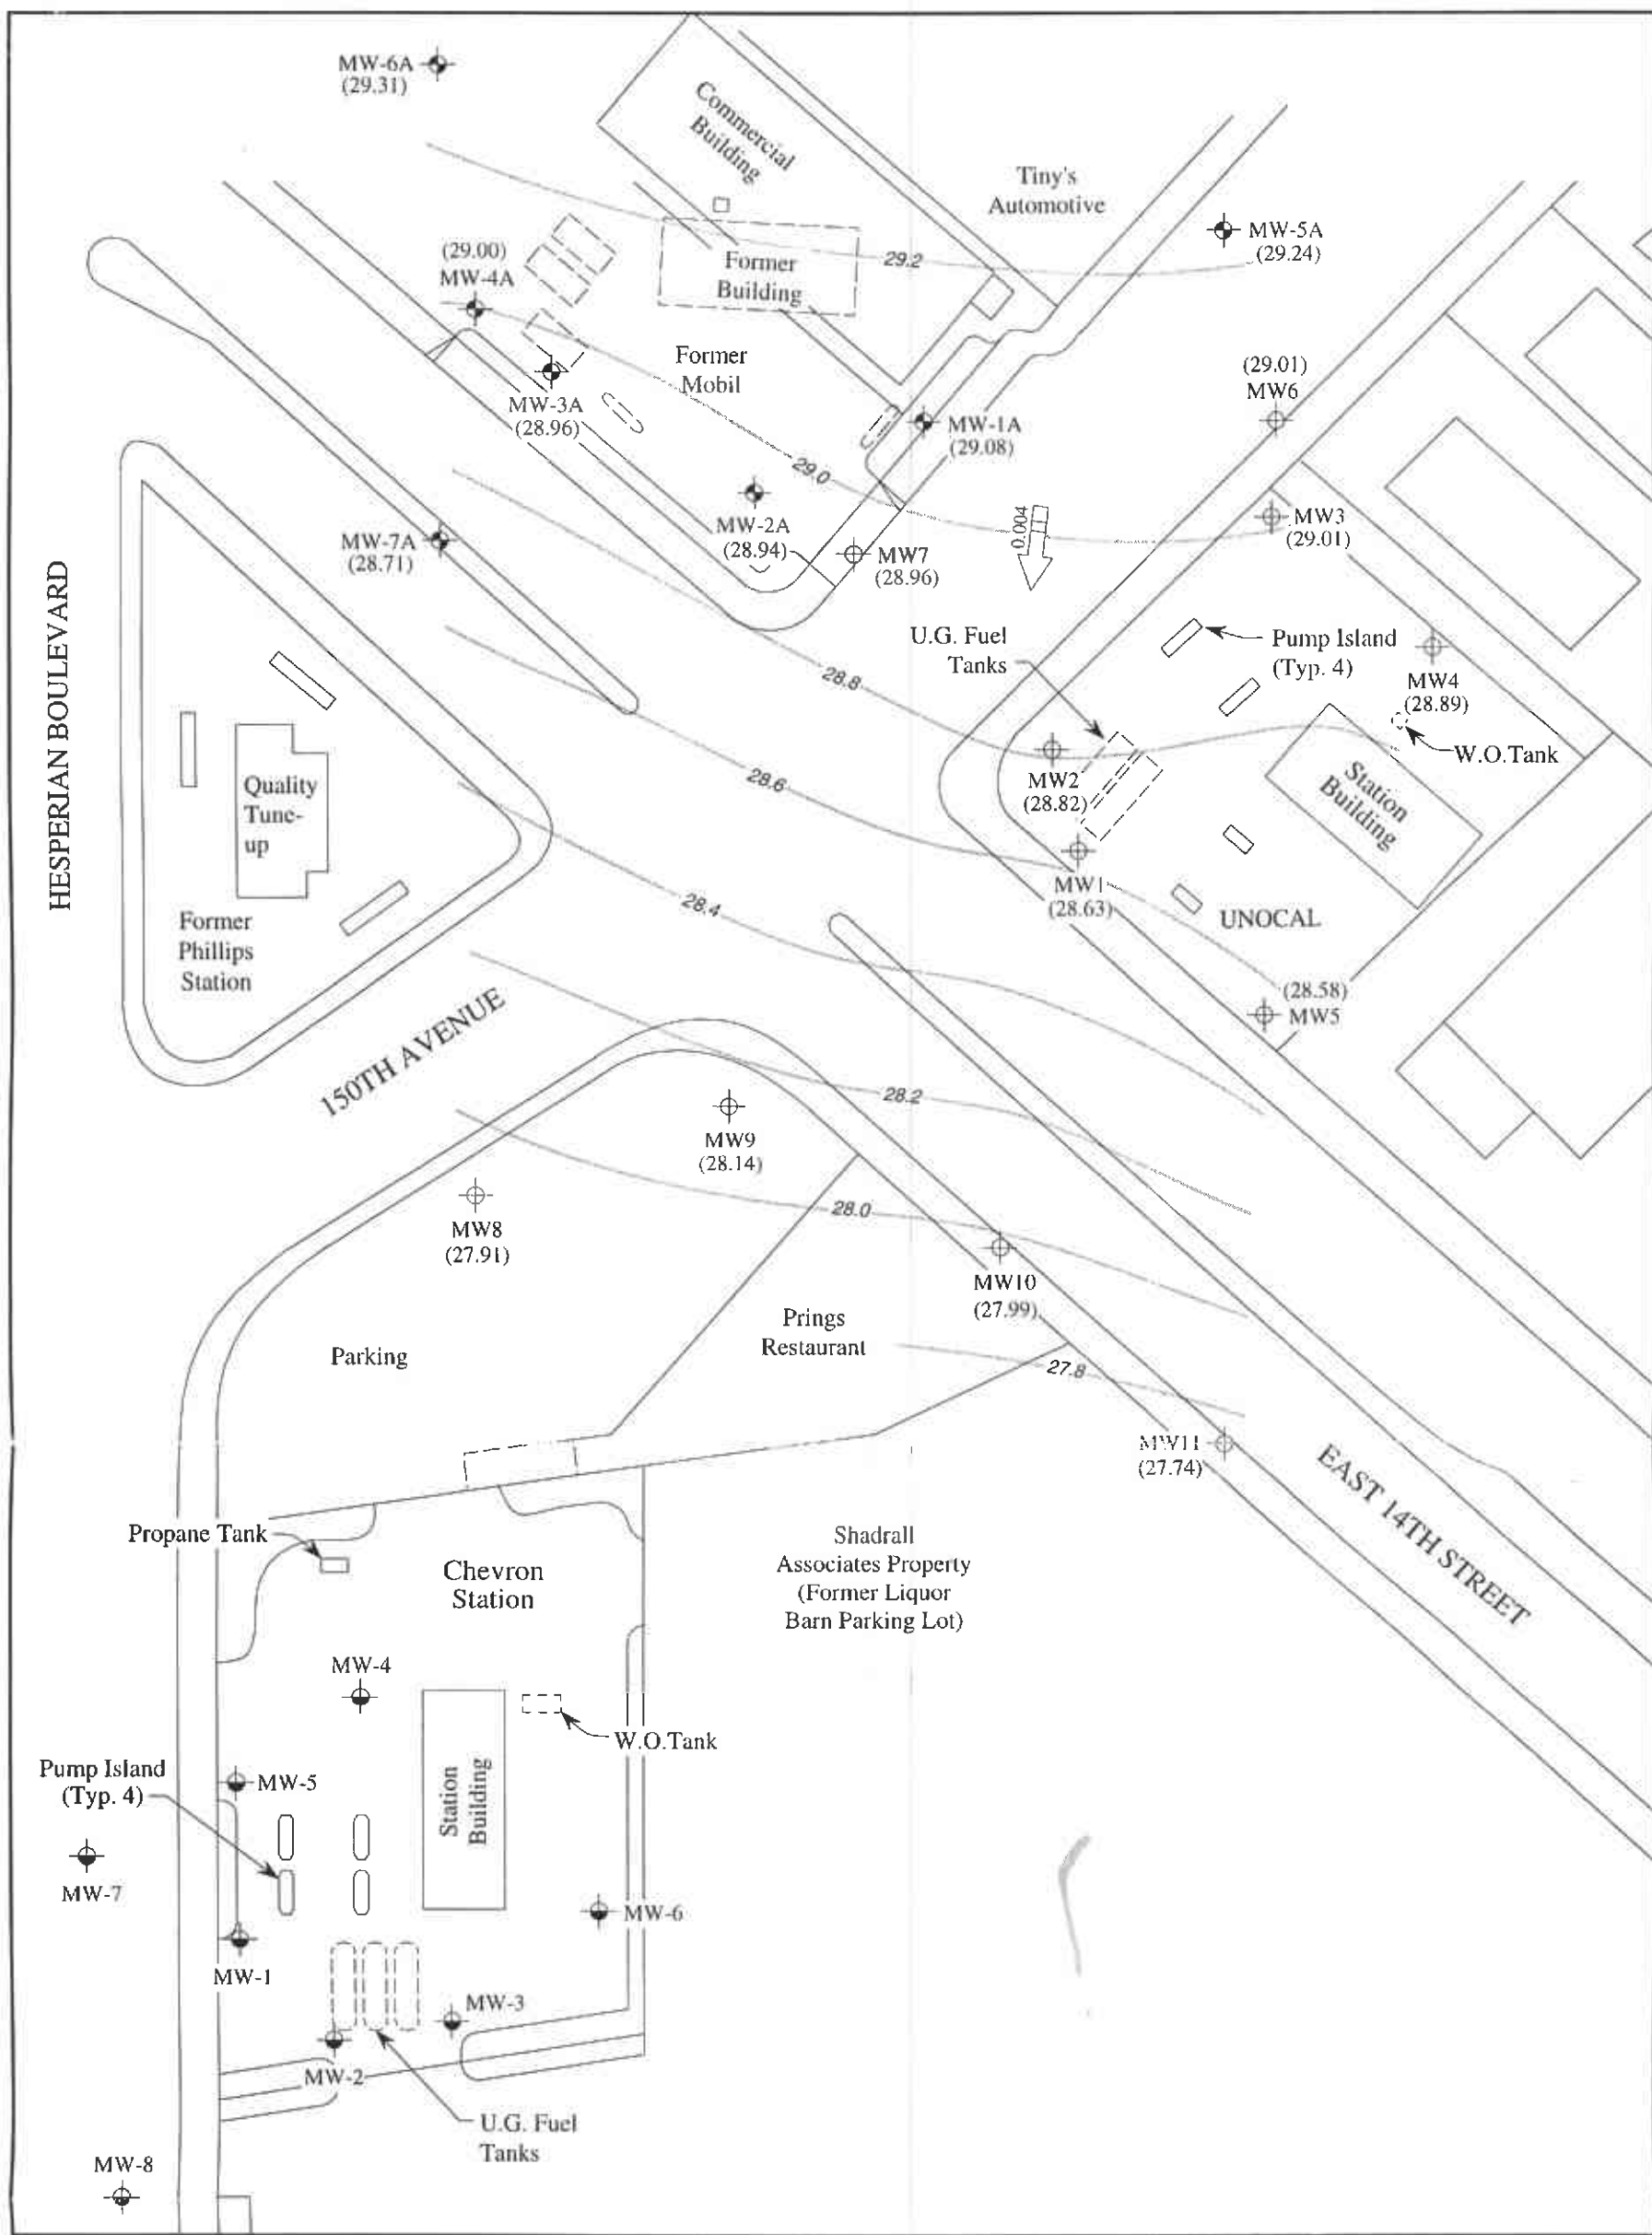 MW-6A
(29.31)
Commercial
Building
Tiny's
Automotive
MW-5A
(29.24)
(29.00)
MW-4A
Former
Building
29.2
Former
Mobil
MW-3A
(28.96)
MW-1A
(29.08)
(29.01)
MW6
29.0
MW-2A
(28.94)
MW7
(28.96)
0.004
MW3
(29.01)
MW-7A
(28.71)
HESPERIAN BOULEVARD
U.G. Fuel
Tanks
Pump Island
(Typ. 4)
MW4
(28.89)
W.O.Tank
28.8
MW2
(28.82)
Station
Building
28.6
Quality
Tune-
up
MW1
(28.63)
UNOCAL
28.4
Former
Phillips
Station
(28.58)
MW5
150TH AVENUE
28.2
MW9
(28.14)
MW8
(27.91)
28.0
MW10
(27.99)
Prings
Restaurant
Parking
27.8
MW11
(27.74)
EAST 14TH STREET
Propane Tank
Chevron
Station
Shadrall
Associates Property
(Former Liquor
Barn Parking Lot)
MW-4
W.O.Tank
Pump Island
(Typ. 4)
MW-5
Station
Building
MW-7
MW-6
MW-1
MW-3
MW-2
U.G. Fuel
Tanks
MW-8